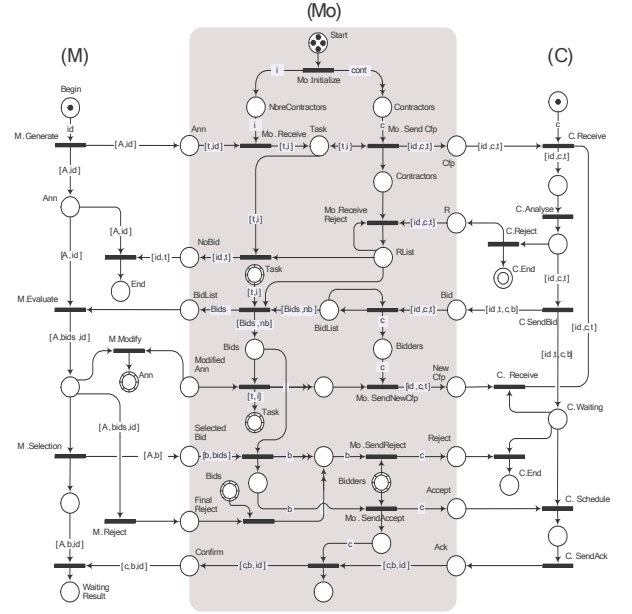 (Mo)
(M)
(C)
Start
i
cont
Mo .Initialize
Begin
NbreContractors
Contractors
id
i
c
c
M . Generate
Ann
Mo . Receive
Task
Mo . Send Cfp
C. Receive
[A,id]
[t,id]
[t,i]
[t,i]
[id,c,t]
Cfp
[id,c,t]
[A,id]
[id,c,t]
Contractors
Ann
C. Analyse
[t,i]
Mo .Receive
Reject
[id,c,t]
R
C.Reject
[A,id]
[A,id]
NoBid
RList
[id,t]
[id,t]
Task
C.End
[id,c,t]
End
[t,i]
M.Evaluate
BidList
Bids
[Bids ,nb]
[id,c,t]
Bid
[id ,t, c,b]
C SendBid
[Bids ,nb]
BidList
c
[id,c,t]
[A,bids ,id]
M.Modify
Bids
Bidders
[id ,t, c,b]
Modified
Ann
c
New
Cfp
C. Receive
Ann
[t, i]
Mo. SendNewCfp
[id ,c,t]
Task
C. Waiting
[A, bids ,id]
Selected
Bid
M .Selection
[A,b]
[b,bids]
b
b
Mo . SendReject
c
Reject
C.End
Bids
Bidders
Final
Reject
Accept
M . Reject
b
Mo . SendAccept
c
C. Schedule
[A, b,id]
Confirm
c
Ack
C. SendAck
[c,b,id]
[c,b, id]
[c,b, id]
Waiting
Result